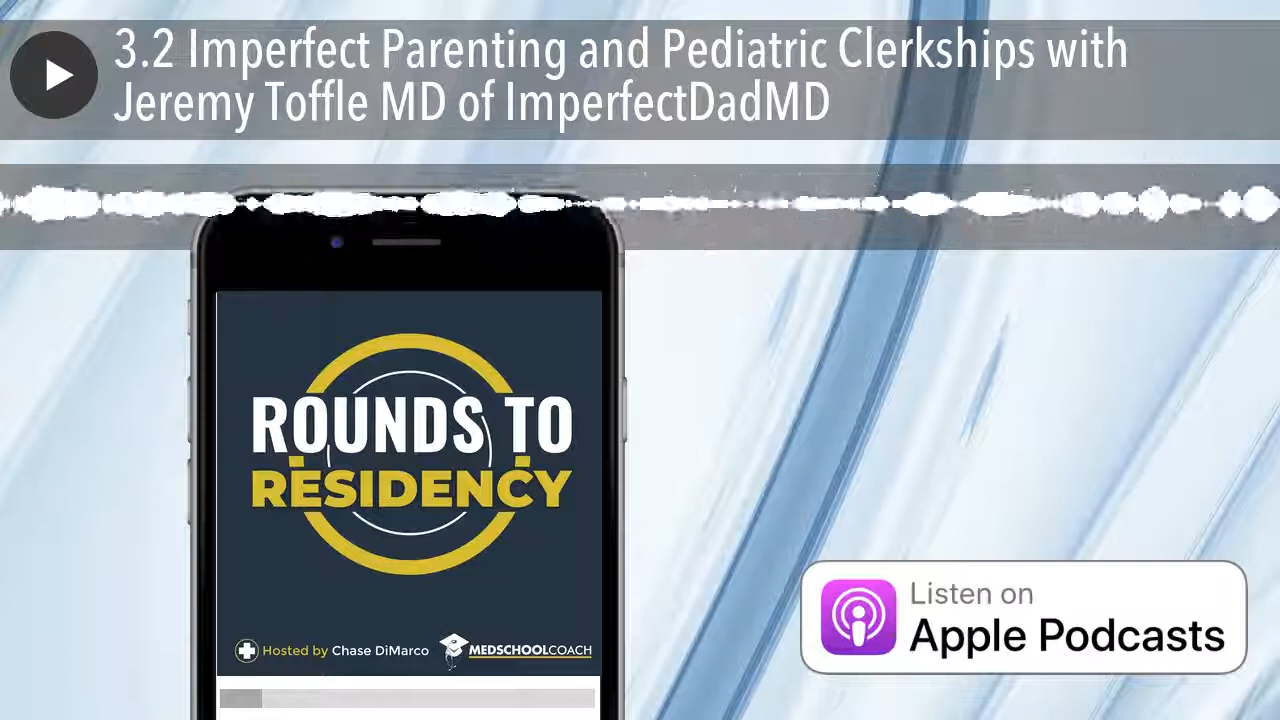 3.2 Imperfect Parenting and Pediatric Clerkships with
Jeremy Toffle MD of ImperfectDadMD
ROUNDS TO
RESIDENCY
Hosted by Chase DiMarco
MEDSCHOOLCOACH
Listen on
Apple Podcasts